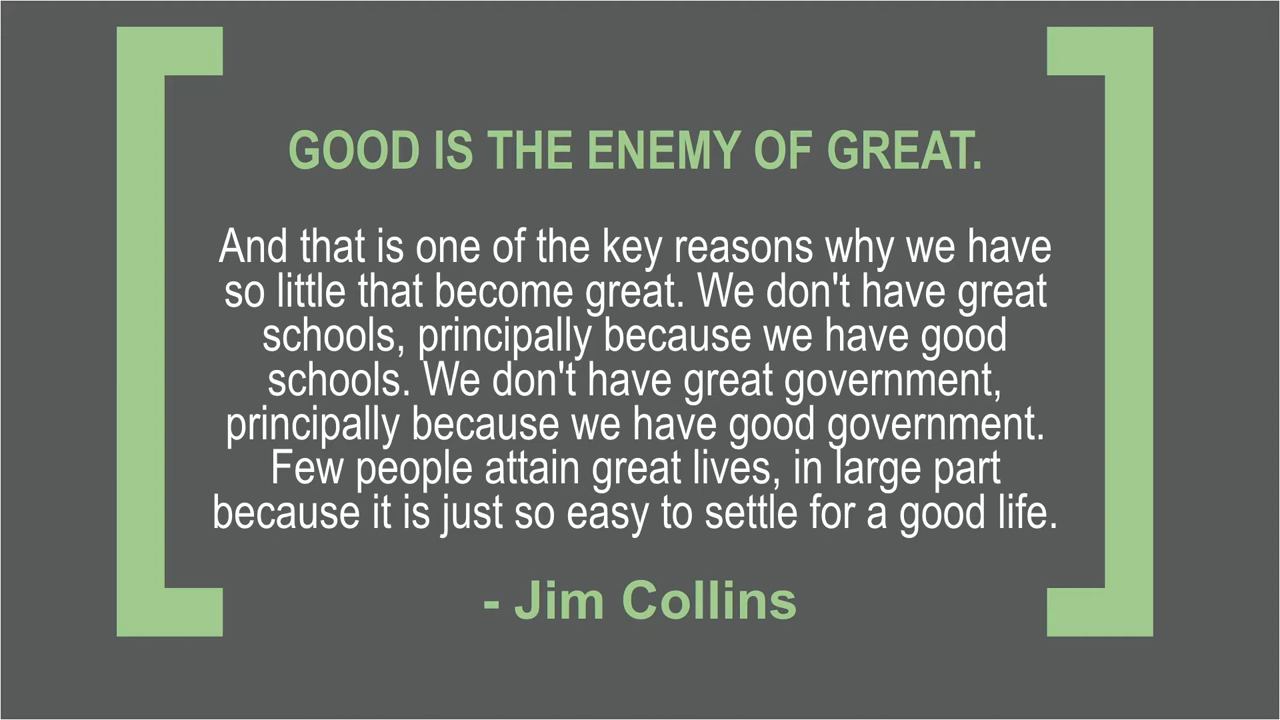 GOOD IS THE ENEMY OF GREAT.
And that is one of the key reasons why we have
so little that become great. We don't have great
schools, principally because we have good
schools. We don't have great government,
principally because we have good government.
Few people attain great lives, in large part
because it is just so easy to settle for a good life.
- Jim Collins